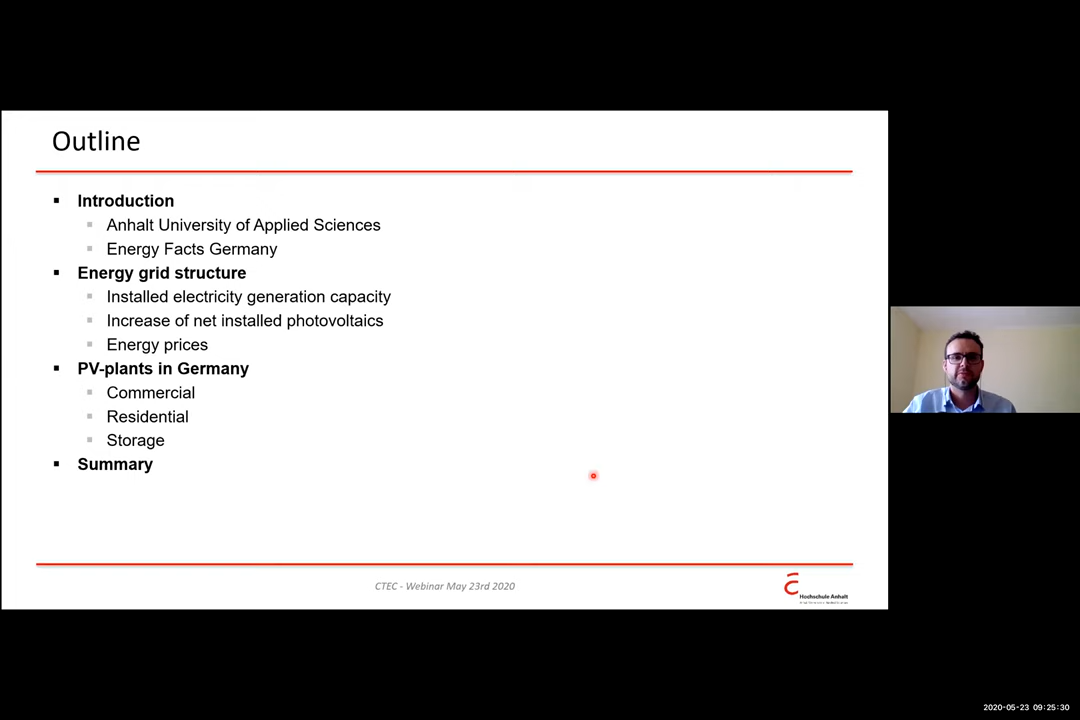 Outline
▪ Introduction
▪ Anhalt University of Applied Sciences
▪ Energy Facts Germany
▪ Energy grid structure
▪ Installed electricity generation capacity
▪ Increase of net installed photovoltaics
▪ Energy prices
▪ PV-plants in Germany
▪ Commercial
▪ Residential
▪ Storage
▪ Summary
CTEC - Webinar May 23rd 2020
Hochschule Anhalt
2020-05-23 09:25:30